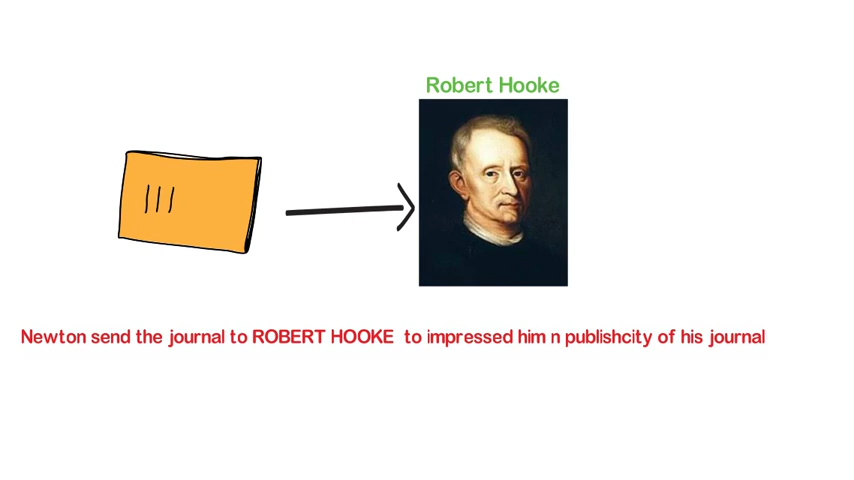 Robert Hooke
Newton send the journal to ROBERT HOOKE to impressed him n publishcity of his journal